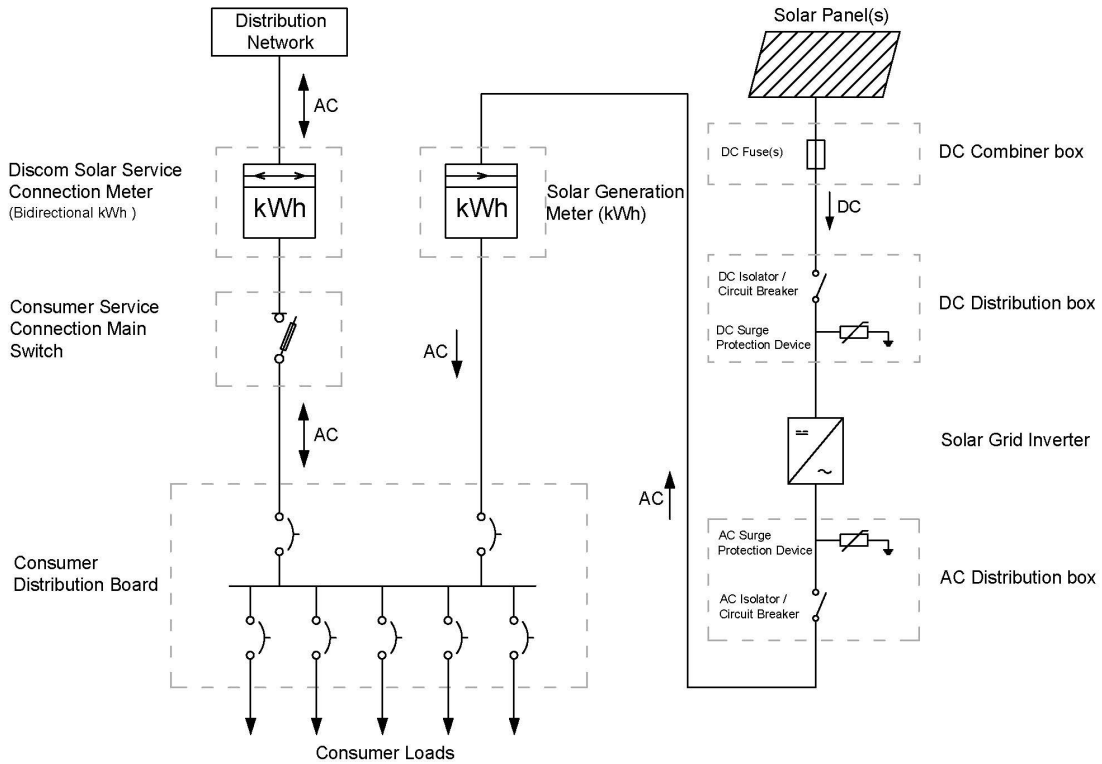 Distribution
Network
AC
Discom Solar Service
Connection Meter
(Bidirectional kWh )
kWh
Consumer Service
Connection Main
Switch
AC
Consumer
Distribution Board
Consumer Loads
kWh
Solar Generation
Meter (kWh)
AC
AC
Solar Panel(s)
DC Fuse(s)
DC Combiner box
DC
DC Isolator /
Circuit Breaker
DC Surge
Protection Device
DC Distribution box
Solar Grid Inverter
AC Surge
Protection Device
AC Isolator /
Circuit Breaker
AC Distribution box